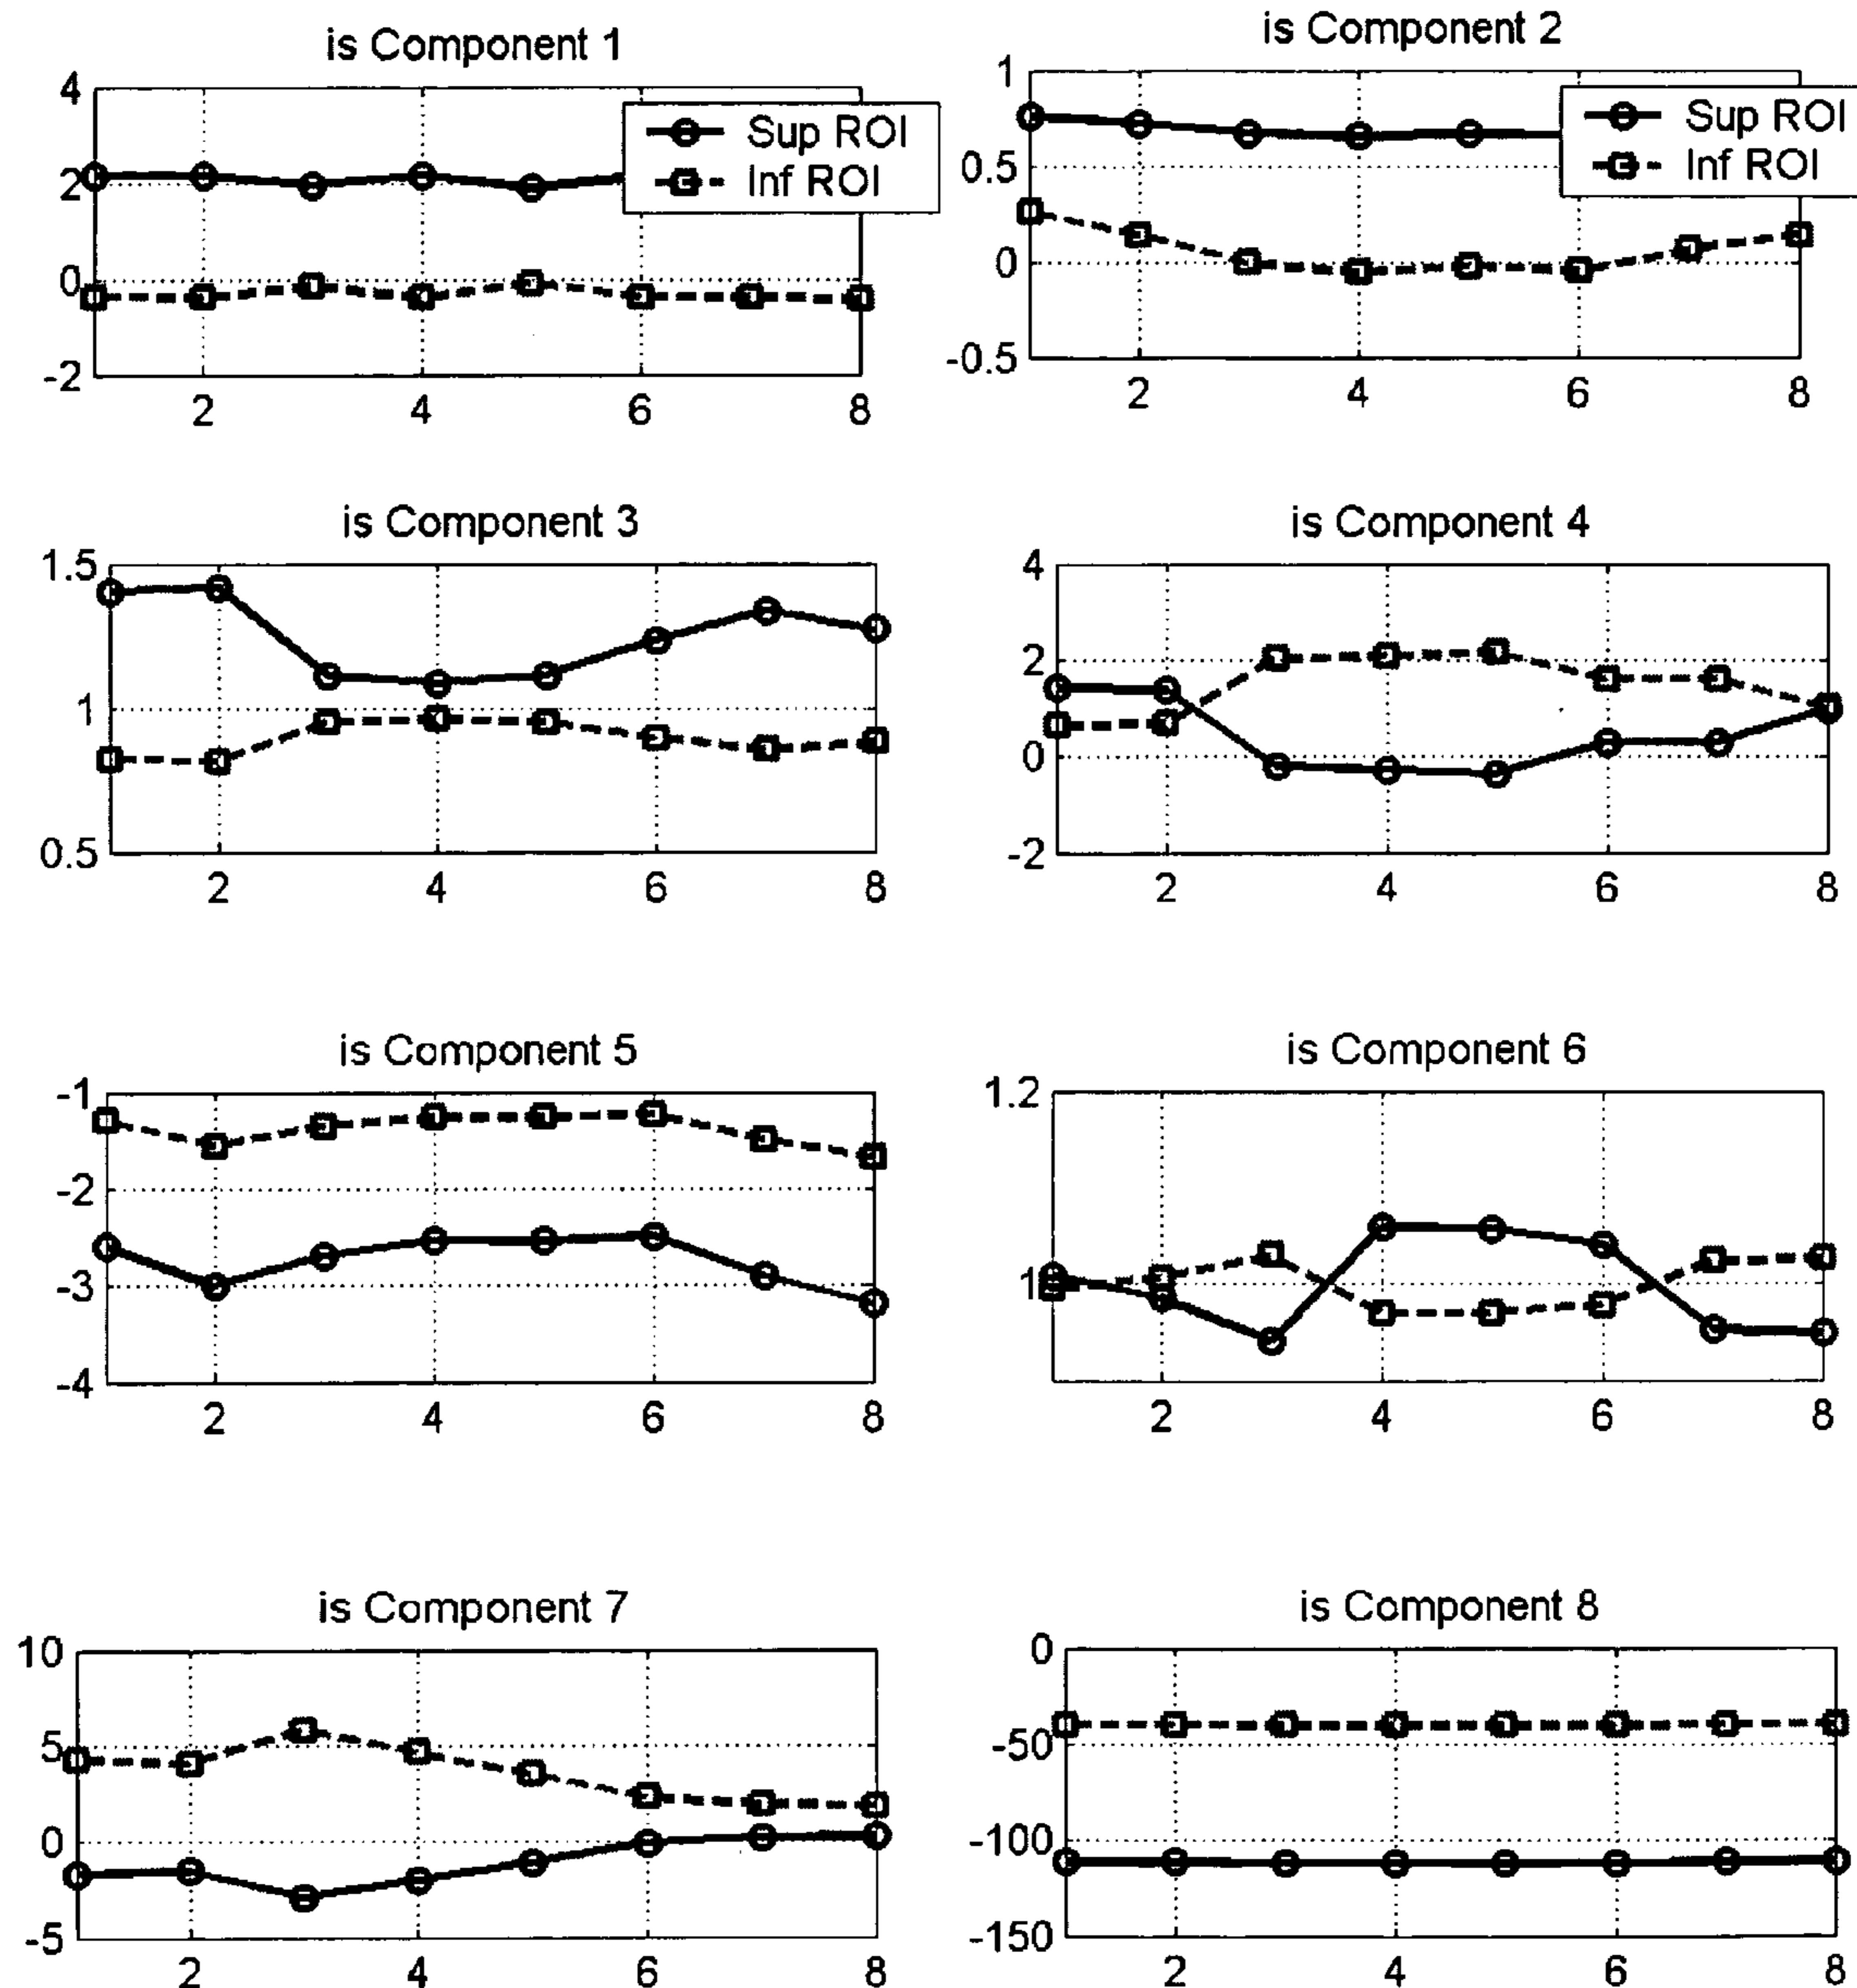 is Component 1
4
2
0
-2
2 4 6 8
Sup ROI
Inf ROI
is Component 2
1
0.5
0
-0.5
2 4 6 8
Sup ROI
Inf ROI
is Component 3
1.5
1
0.5
2 4 6 8
is Component 4
4
2
0
-2
2 4 6 8
is Component 5
-1
-2
-3
-4
2 4 6 8
is Component 6
1.2
1
2 4 6 8
is Component 7
10
5
0
-5
2 4 6 8
is Component 8
0
-50
-100
-150
2 4 6 8